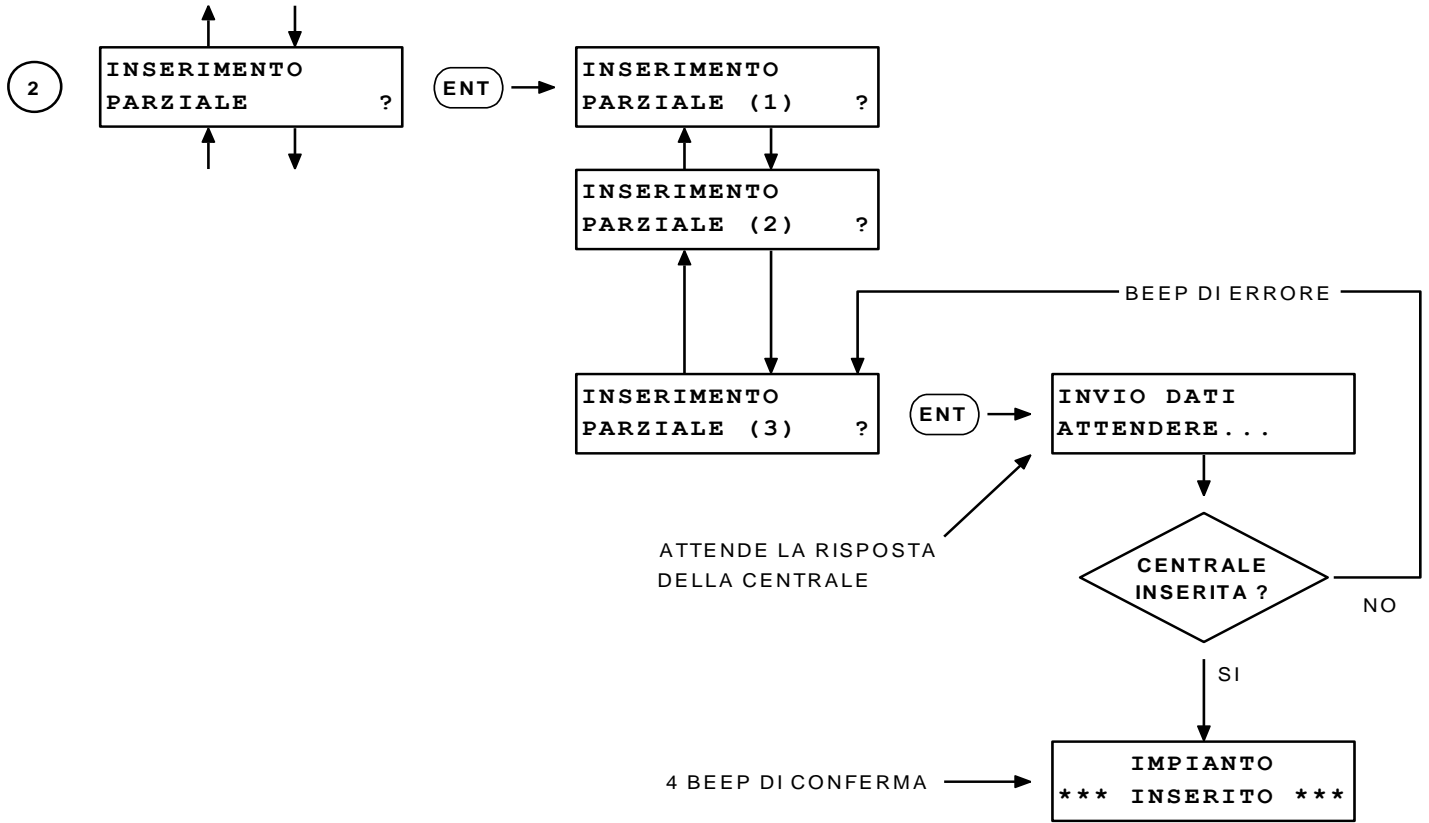 INSERIMENTO
PARZIALE ?
2
ENT
INSERIMENTO
PARZIALE (1) ?
INSERIMENTO
PARZIALE (2) ?
BEEP DI ERRORE
INSERIMENTO
PARZIALE (3) ?
ENT
INVIO DATI
ATTENDERE...
ATTENDE LA RISPOSTA
DELLA CENTRALE
CENTRALE
INSERITA ?
NO
SI
4 BEEP DI CONFERMA
IMPIANTO
*** INSERITO ***